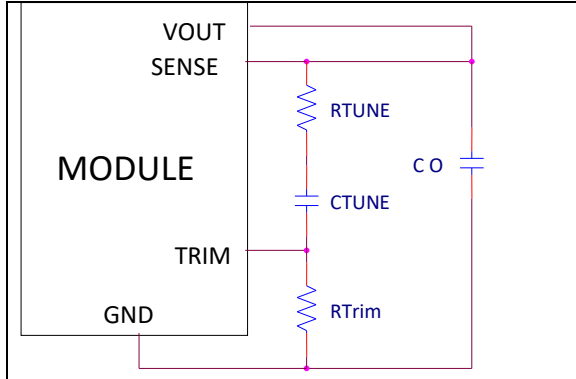 VOUT
SENSE
RTUNE
MODULE
C O
CTUNE
TRIM
RTrim
GND